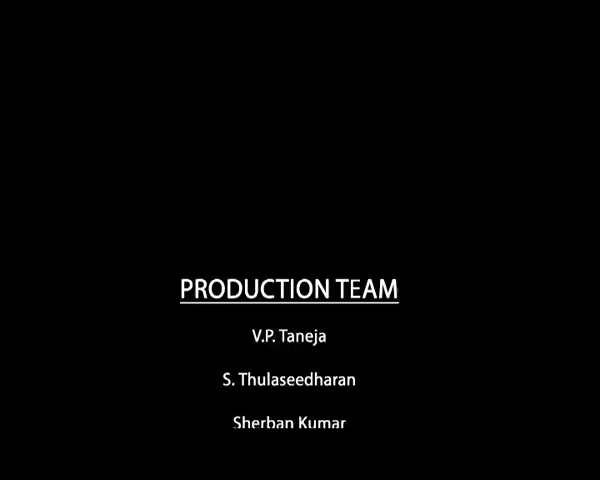 PRODUCTION TEAM
V.P. Taneja
S. Thulaseedharan
Sherban Kumar